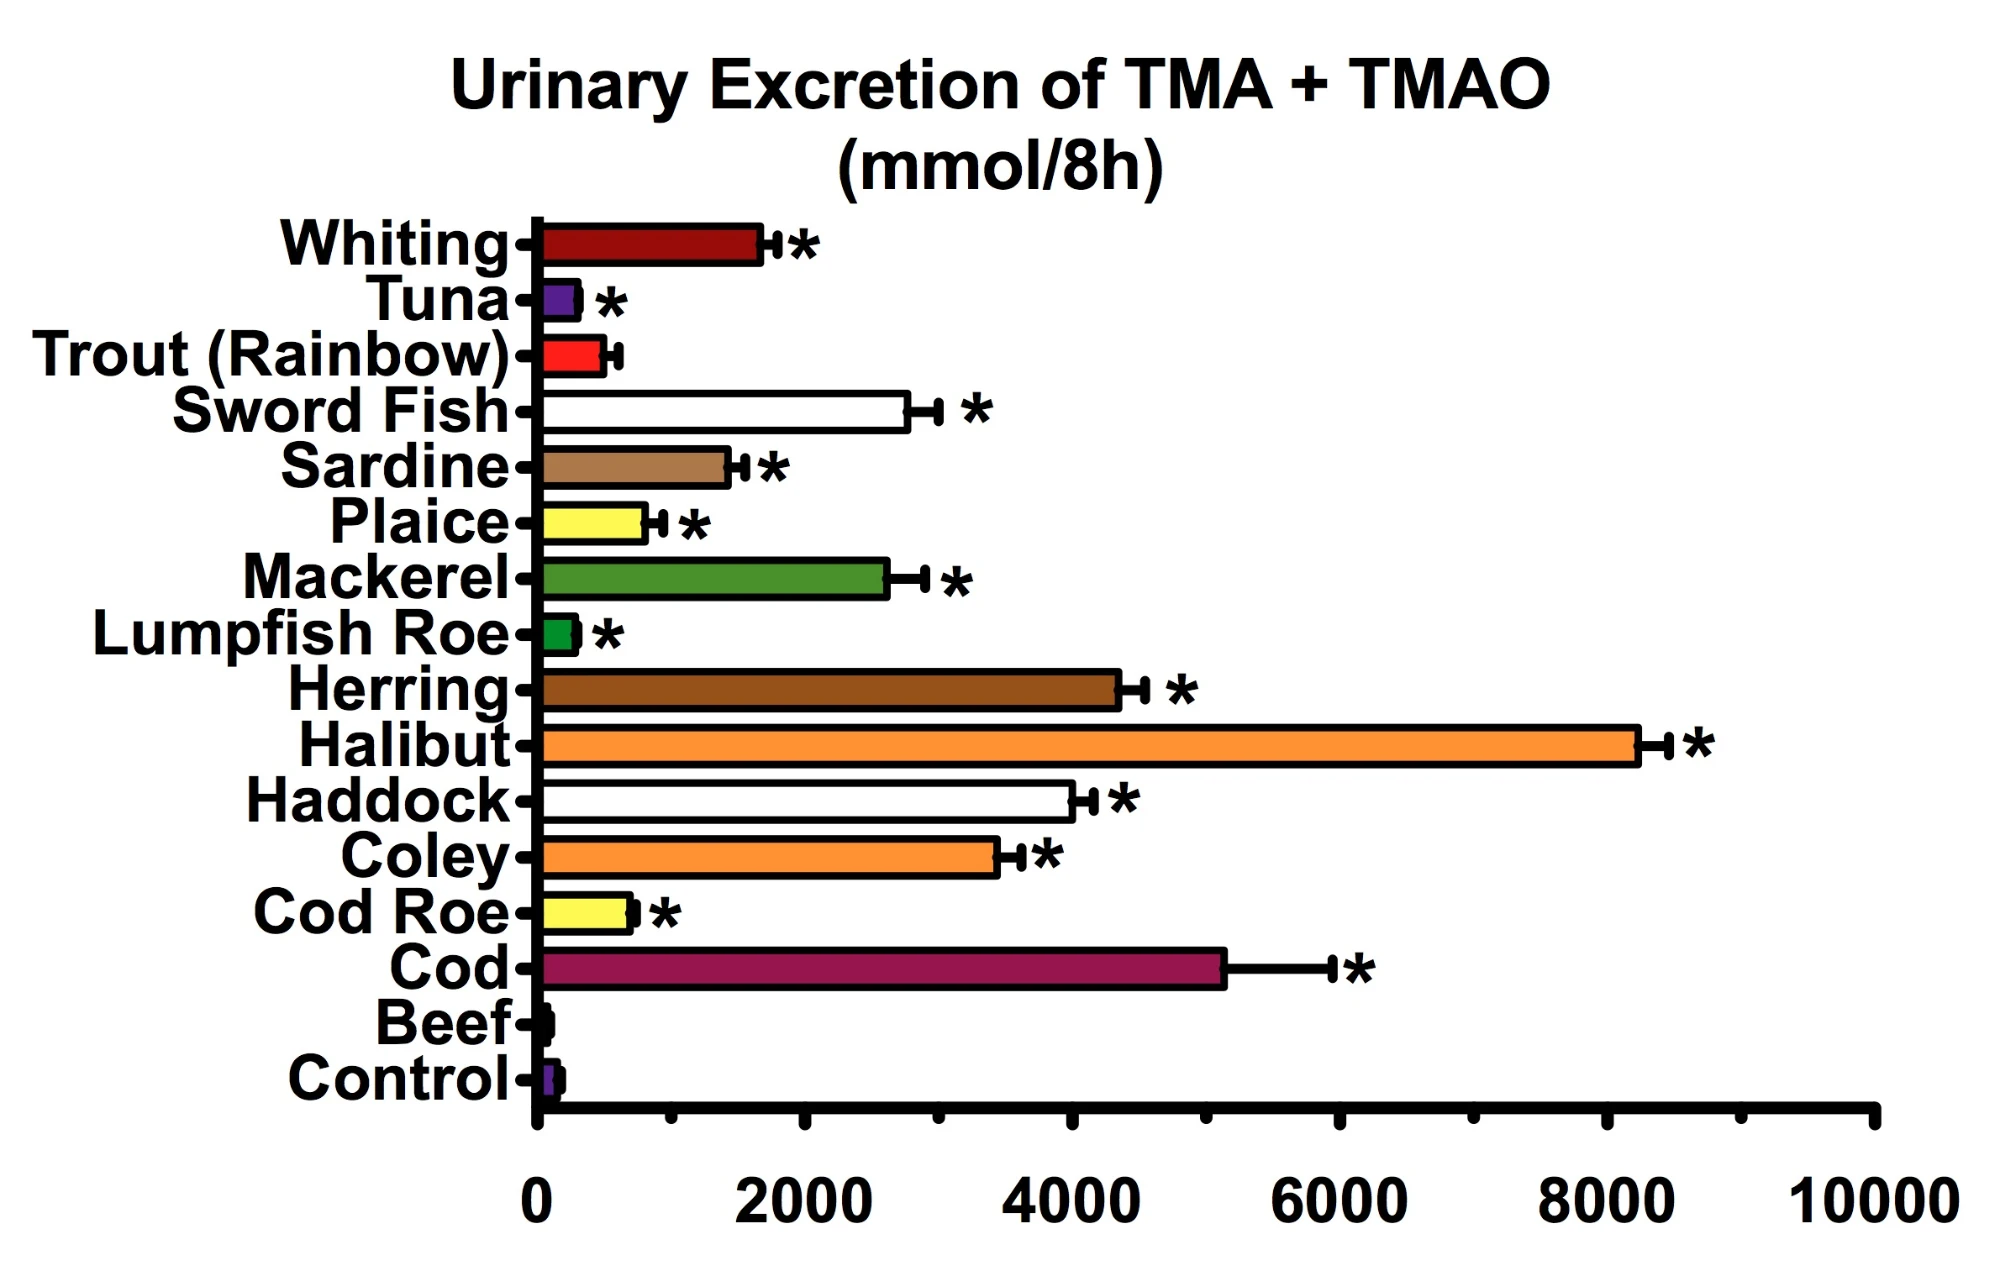 Urinary Excretion of TMA + TMAO
(mmol/8h)
Whiting *
Tuna *
Trout (Rainbow)
Sword Fish *
Sardine *
Plaice *
Mackerel *
Lumpfish Roe *
Herring *
Halibut *
Haddock *
Coley *
Cod Roe *
Cod *
Beef
Control
0 2000 4000 6000 8000 10000